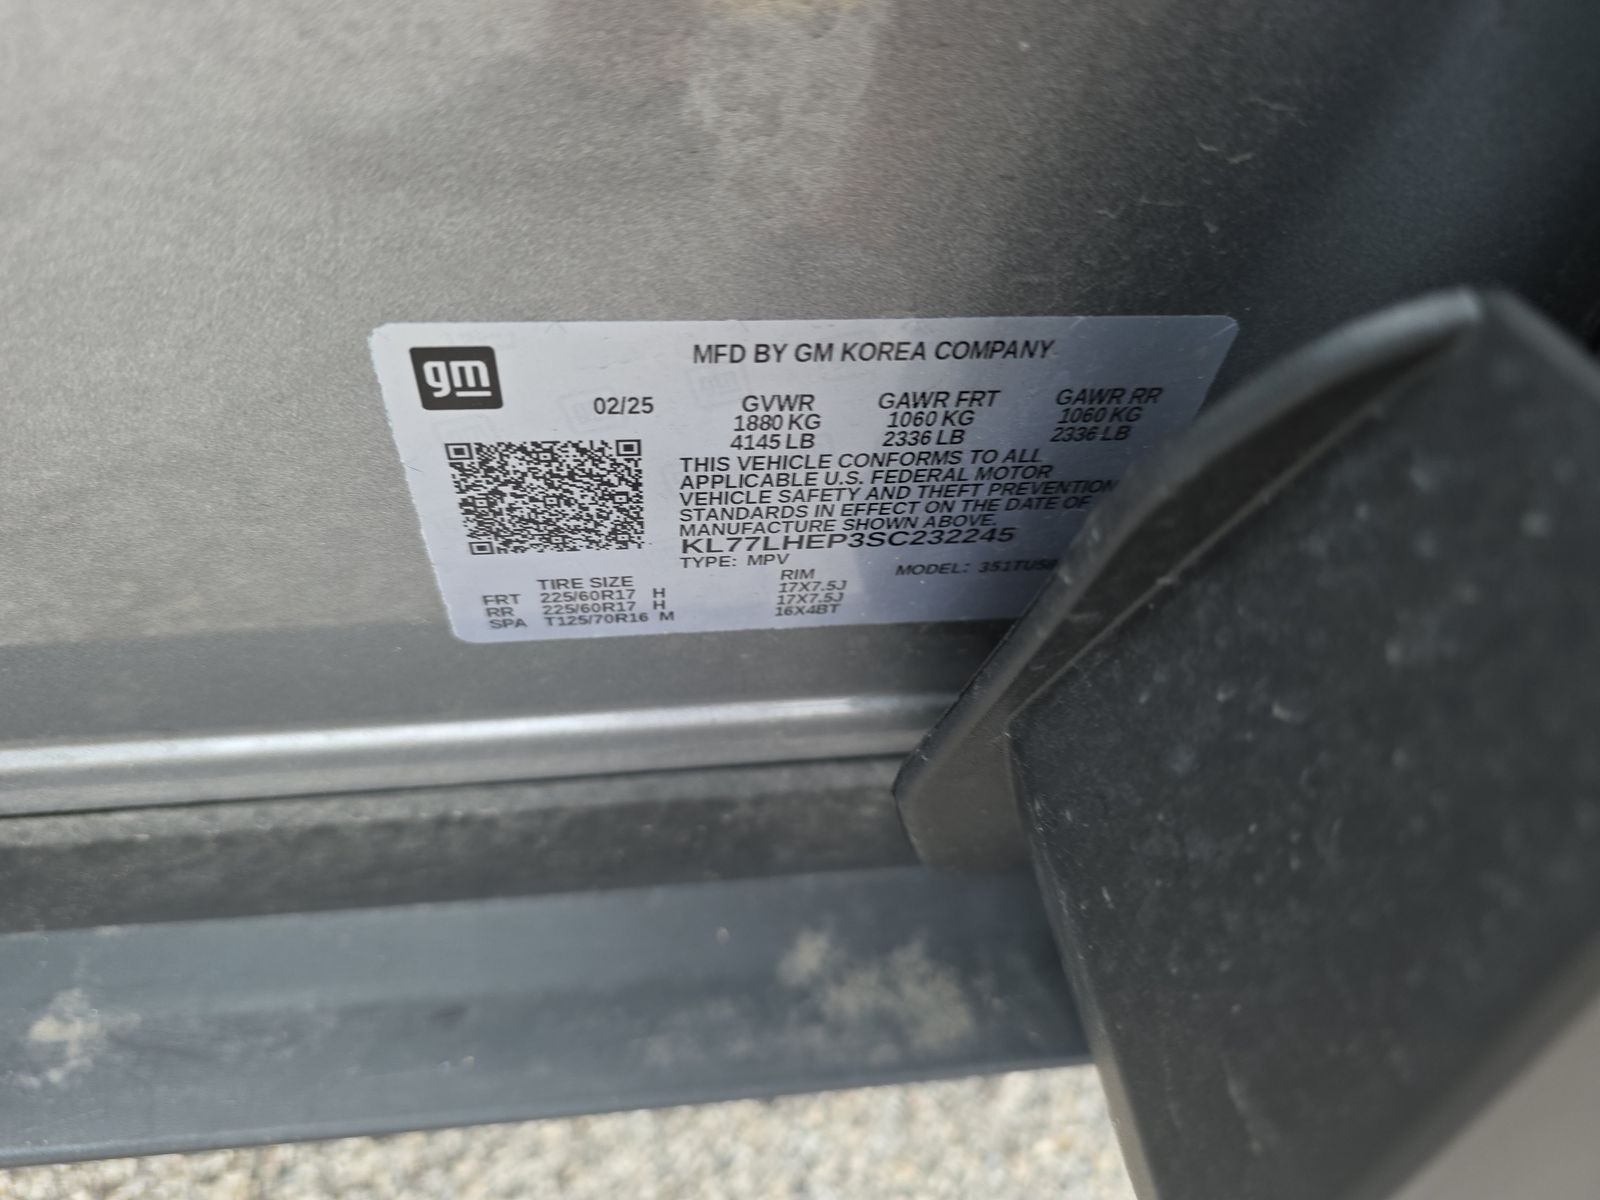 gm
MFD BY GM KOREA COMPANY
02/25 GVWR GAWR FRT GAWR RR
1880 KG 1060 KG 1060 KG
4145 LB 2336 LB 2336 LB
THIS VEHICLE CONFORMS TO ALL
APPLICABLE U.S. FEDERAL MOTOR
VEHICLE SAFETY AND THEFT PREVENTION
STANDARDS IN EFFECT ON THE DATE OF
MANUFACTURE SHOWN ABOVE.
KL77LHEP3SC232245
TYPE: MPV MODEL:
TIRE SIZE RIM
FRT 225/60R17 H 17X7.5J
RR 225/60R17 H 17X7.5J
SPA T125/70R16 M 16X4BT